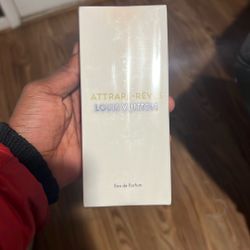 ATTRAPE-RÊVES
LOUIS VUITTON
Eau de Parfum